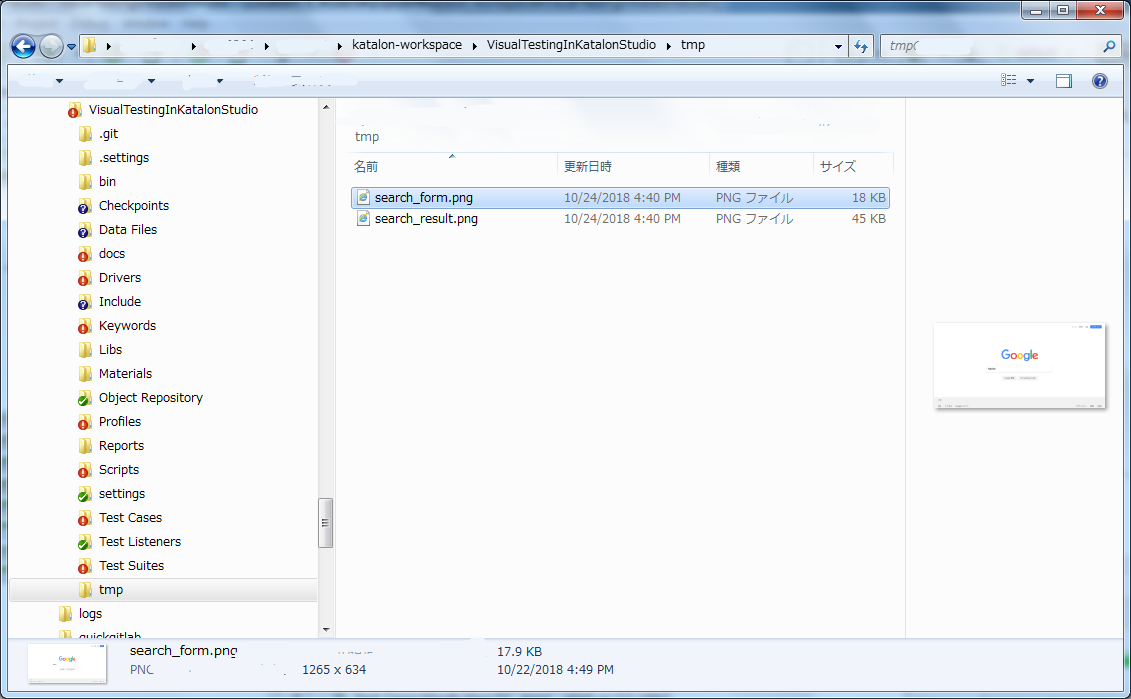 katalon-workspace VisualTestingInKatalonStudio tmp
tmp
VisualTestingInKatalonStudio
.git
.settings
bin
Checkpoints
Data Files
docs
Drivers
Include
Keywords
Libs
Materials
Object Repository
Profiles
Reports
Scripts
settings
Test Cases
Test Listeners
Test Suites
tmp
logs
quickgitlab
tmp
名前 更新日時 種類 サイズ
search_form.png 10/24/2018 4:40 PM PNG ファイル 18 KB
search_result.png 10/24/2018 4:40 PM PNG ファイル 45 KB
Google
search_form.png 17.9 KB
PNG 1265 x 634 10/22/2018 4:49 PM
Google